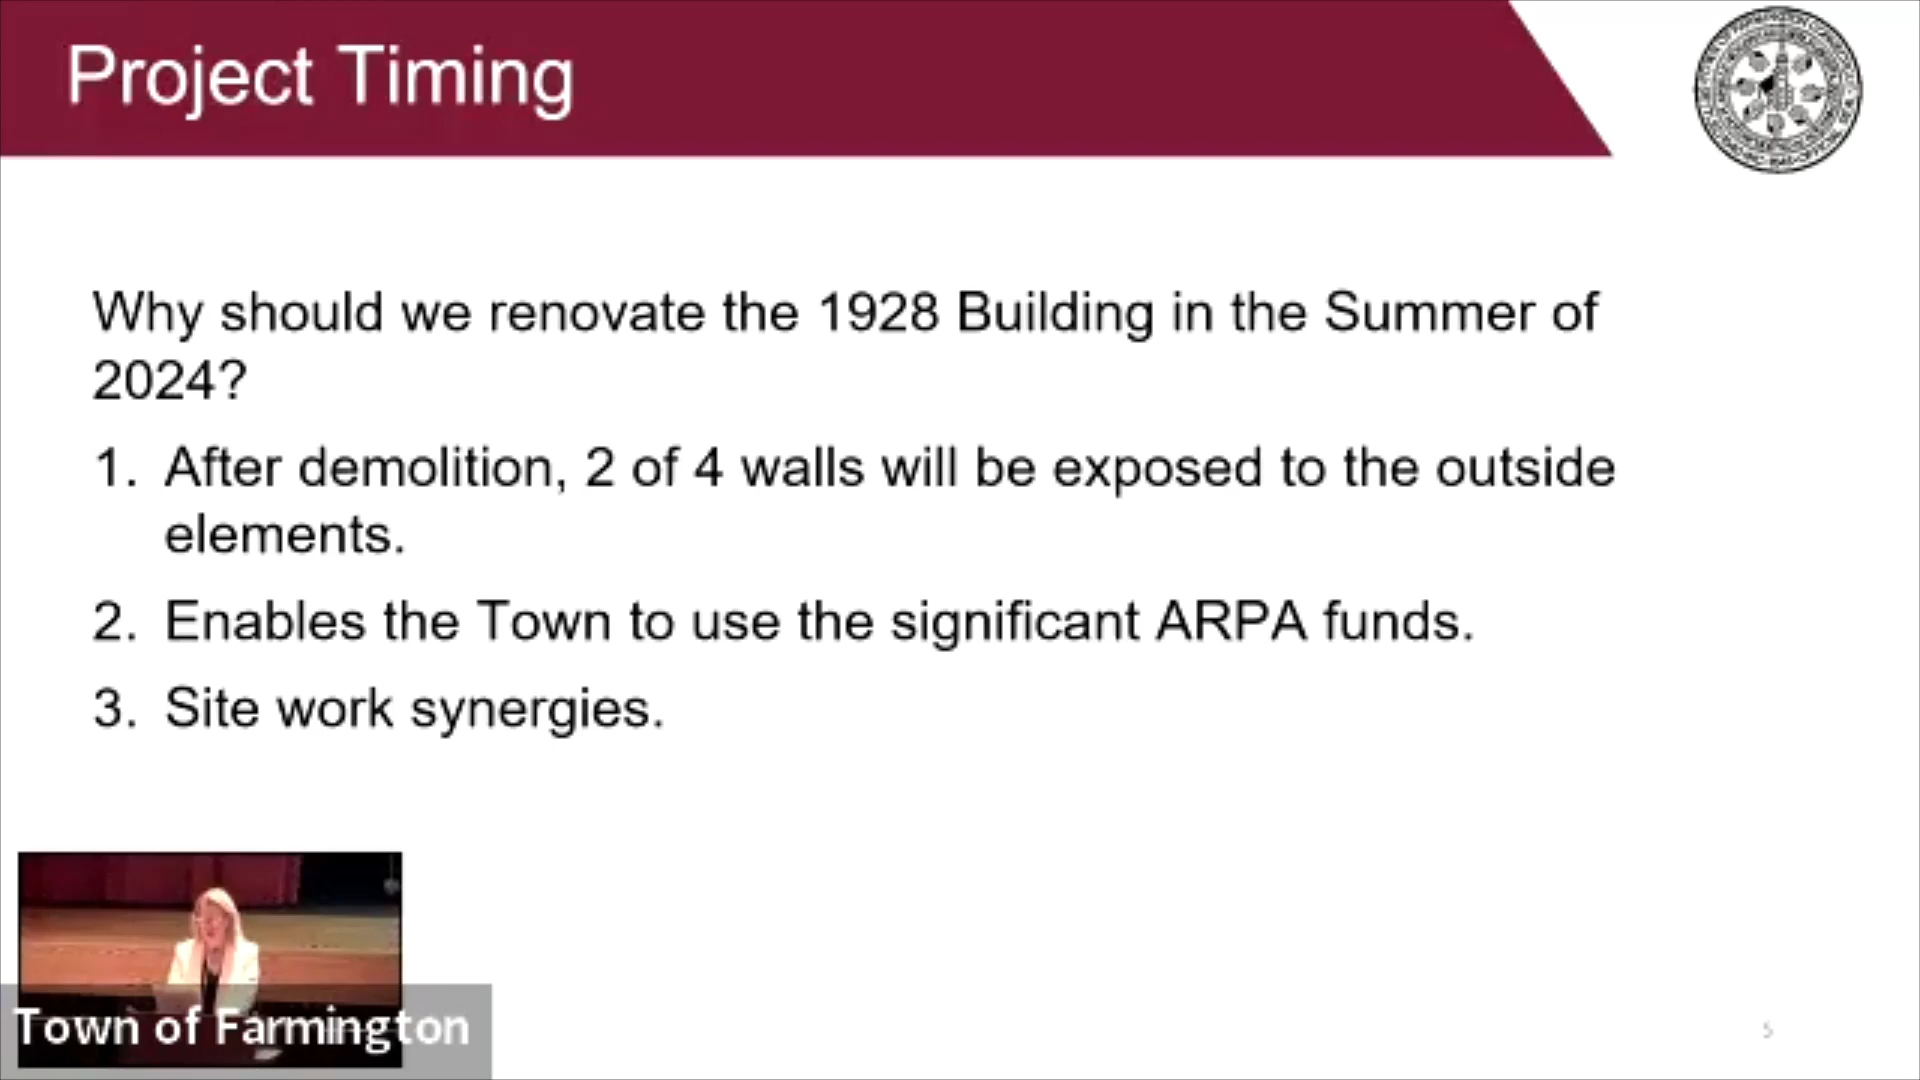 Project Timing
Why should we renovate the 1928 Building in the Summer of
2024?
1. After demolition, 2 of 4 walls will be exposed to the outside
elements.
2. Enables the Town to use the significant ARPA funds.
3. Site work synergies.
Town of Farmington
5